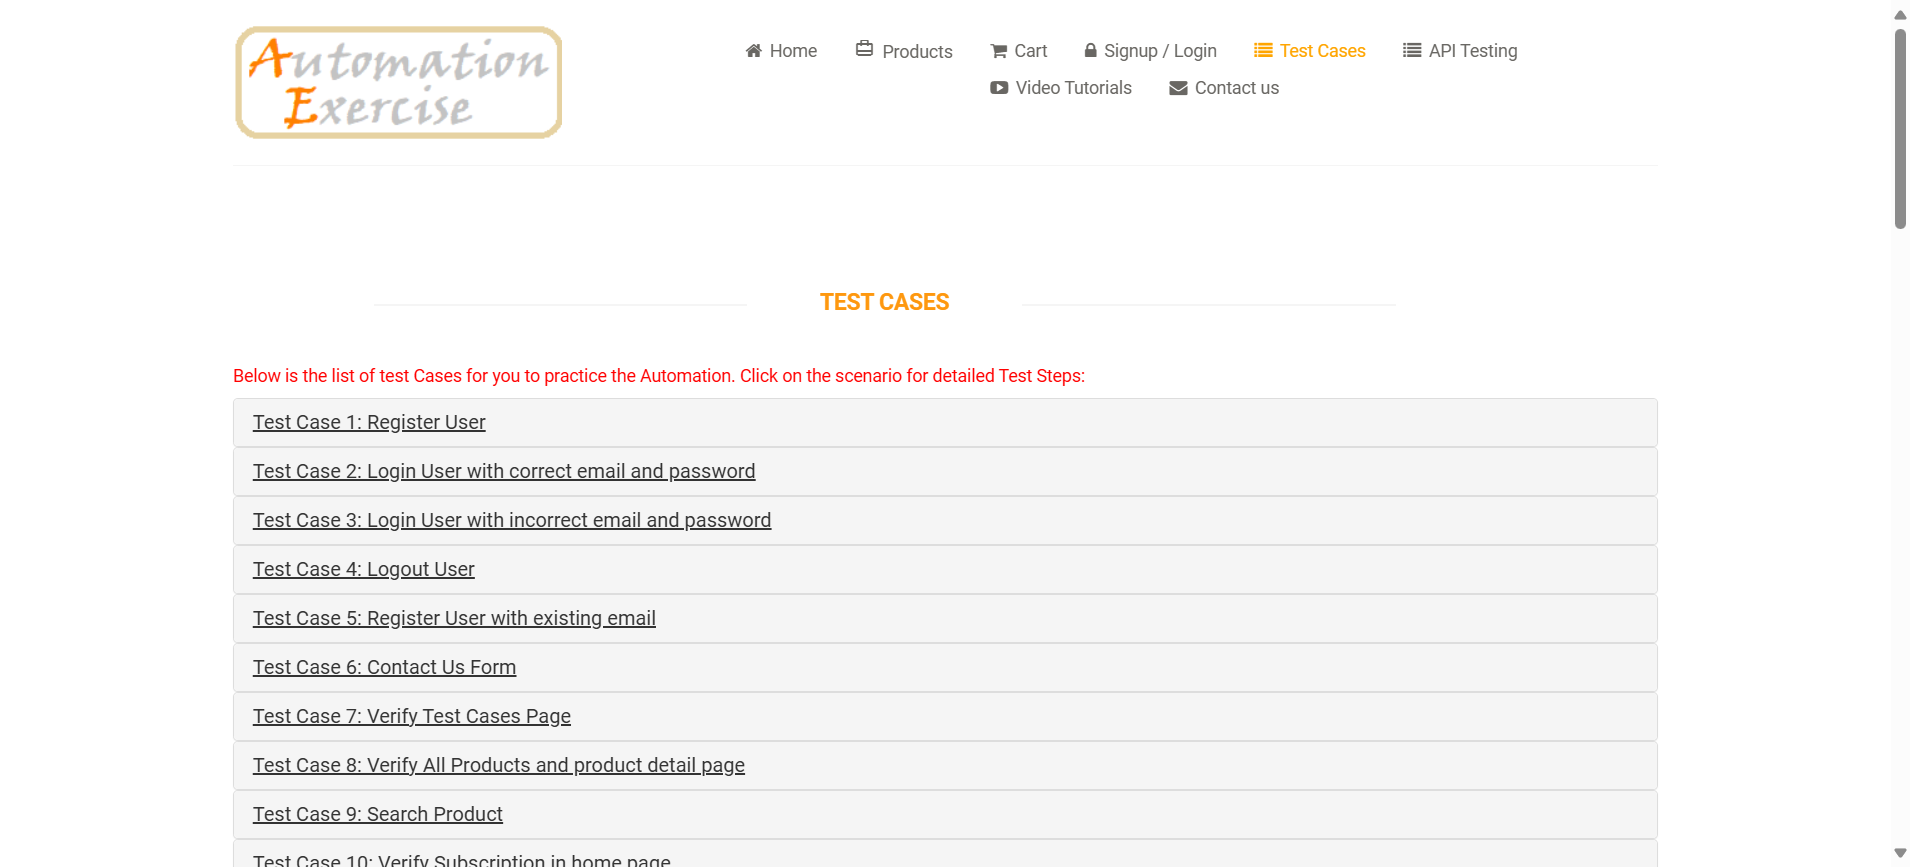 Automation
Exercise
Home
Products
Cart
Signup / Login
Test Cases
API Testing
Video Tutorials
Contact us
TEST CASES
Below is the list of test Cases for you to practice the Automation. Click on the scenario for detailed Test Steps:
Test Case 1: Register User
Test Case 2: Login User with correct email and password
Test Case 3: Login User with incorrect email and password
Test Case 4: Logout User
Test Case 5: Register User with existing email
Test Case 6: Contact Us Form
Test Case 7: Verify Test Cases Page
Test Case 8: Verify All Products and product detail page
Test Case 9: Search Product
Test Case 10: Verify Subscription in home page